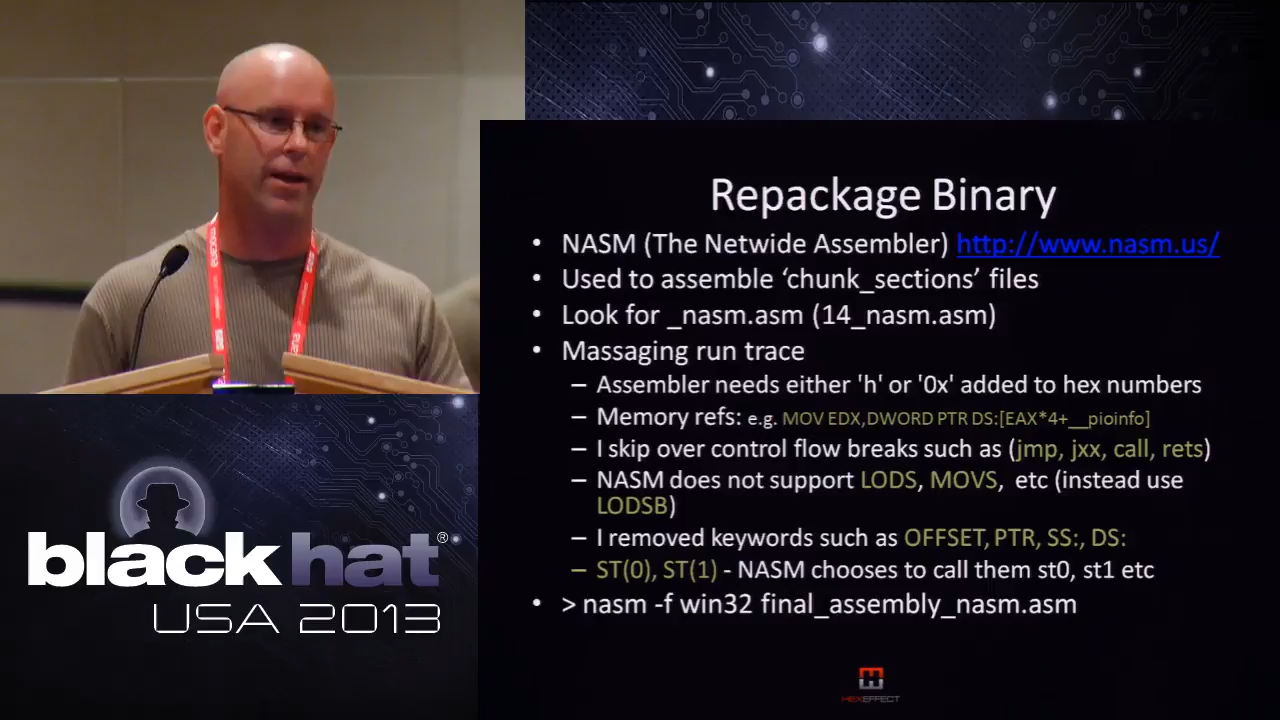 Repackage Binary
• NASM (The Netwide Assembler) http://www.nasm.us/
• Used to assemble ‘chunk_sections’ files
• Look for _nasm.asm (14_nasm.asm)
• Massaging run trace
– Assembler needs either 'h' or '0x' added to hex numbers
– Memory refs: e.g. MOV EDX,DWORD PTR DS:[EAX*4+__pioinfo]
– I skip over control flow breaks such as (jmp, jxx, call, rets)
– NASM does not support LODS, MOVS, etc (instead use
LODSB)
– I removed keywords such as OFFSET, PTR, SS:, DS:
– ST(0), ST(1) - NASM chooses to call them st0, st1 etc
• > nasm -f win32 final_assembly_nasm.asm
HEXEFFECT
black hat®
USA 2013